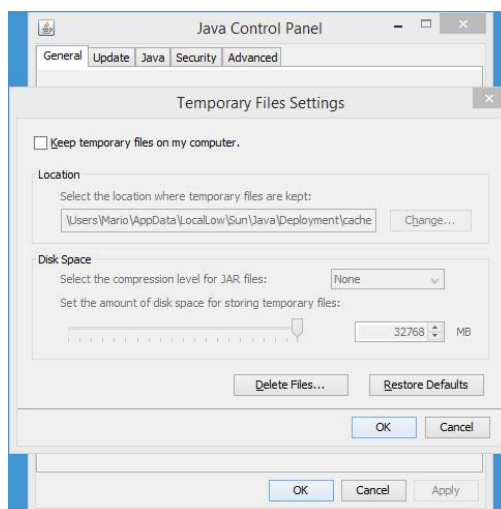 Java Control Panel
General Update Java Security Advanced
Temporary Files Settings
Keep temporary files on my computer.
Location
Select the location where temporary files are kept:
\Users\Mario\AppData\LocalLow\Sun\Java\Deployment\cache Change...
Disk Space
Select the compression level for JAR files: None
Set the amount of disk space for storing temporary files:
32768 MB
Delete Files... Restore Defaults
OK Cancel
OK Cancel Apply